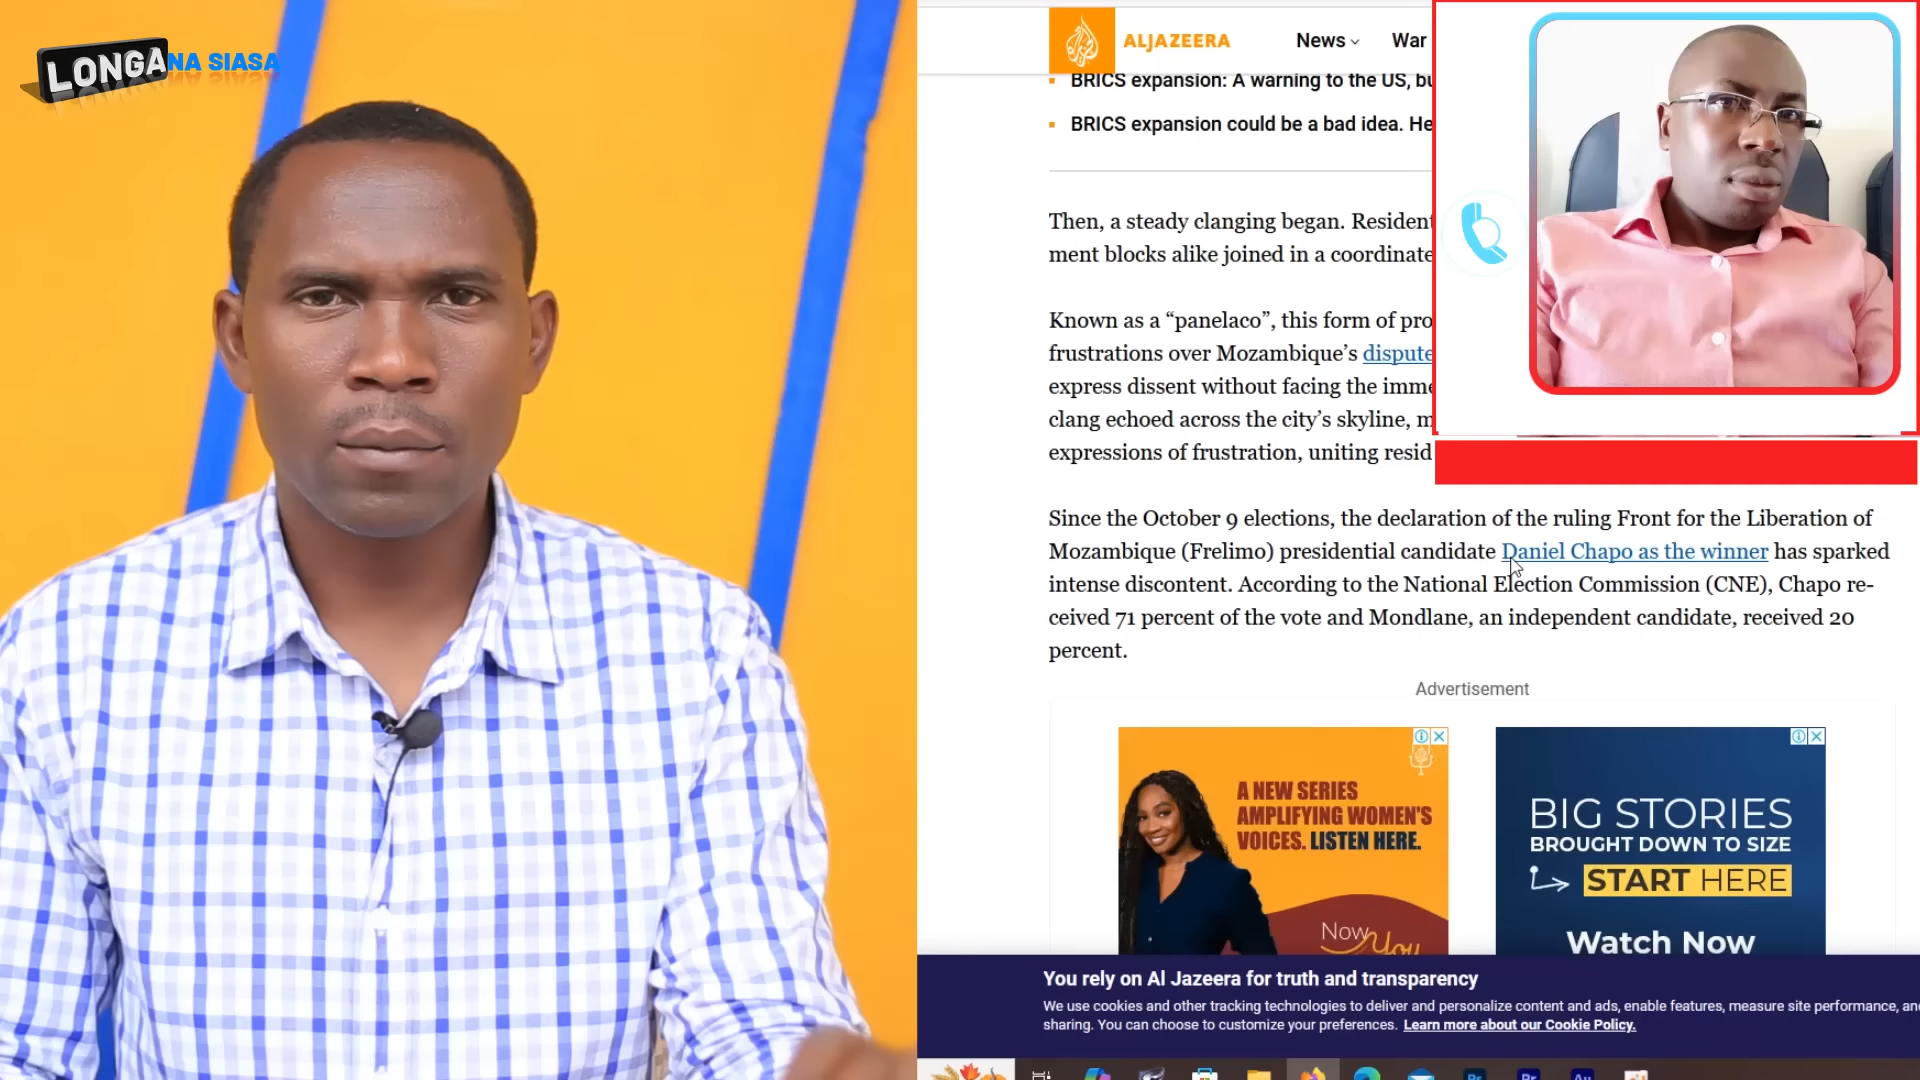 LONGA NA SIASA
ALJAZEERA
News
War
BRICS expansion: A warning to the US, bu
BRICS expansion could be a bad idea. He
Then, a steady clanging began. Resident
ment blocks alike joined in a coordinate
Known as a “panelaco”, this form of pro
frustrations over Mozambique’s dispute
express dissent without facing the imme
clang echoed across the city’s skyline, m
expressions of frustration, uniting resid
Since the October 9 elections, the declaration of the ruling Front for the Liberation of
Mozambique (Frelimo) presidential candidate Daniel Chapo as the winner has sparked
intense discontent. According to the National Election Commission (CNE), Chapo re-
ceived 71 percent of the vote and Mondlane, an independent candidate, received 20
percent.
Advertisement
A NEW SERIES
AMPLIFYING WOMEN'S
VOICES. LISTEN HERE.
Now
You
BIG STORIES
BROUGHT DOWN TO SIZE
START HERE
Watch Now
You rely on Al Jazeera for truth and transparency
We use cookies and other tracking technologies to deliver and personalize content and ads, enable features, measure site performance, an
sharing. You can choose to customize your preferences. Learn more about our Cookie Policy.